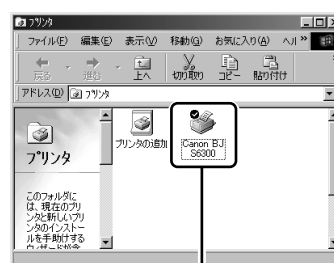 プリンタ
ファイル(F) 編集(E) 表示(V) 移動(G) お気に入り(A) ヘル »
戻る 進む 上へ 切り取り コピー 貼り付け
アドレス(D) プリンタ
プリンタ
プリンタの追加
Canon BJ
S6300
このフォルダに
は、現在のプリ
ンタと新しいプリ
ンタのインストー
ルを手助けする